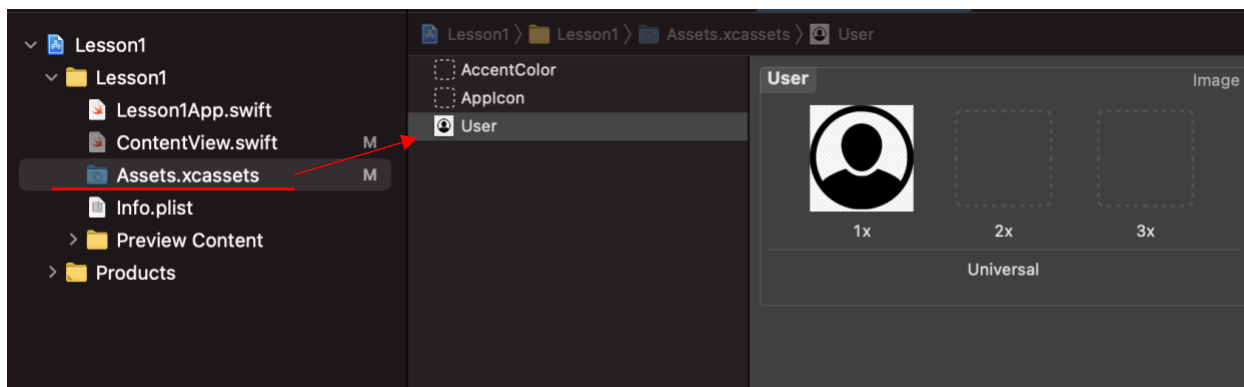 Lesson1
Lesson1
Lesson1App.swift
ContentView.swift M
Assets.xcassets M
Info.plist
Preview Content
Products
Lesson1 〉 Lesson1 〉 Assets.xcassets 〉 User
AccentColor
AppIcon
User
User Image
1x 2x 3x
Universal